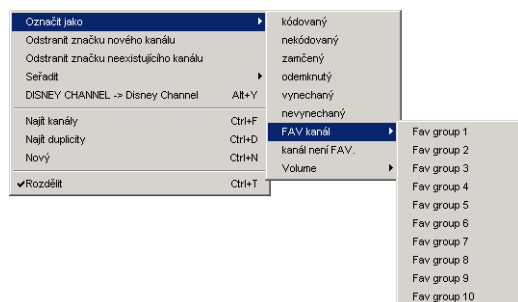 Označit jako
Odstranit značku nového kanálu
Odstranit značku neexistujícího kanálu
Seřadit
DISNEY CHANNEL -> Disney Channel Alt+Y
Najít kanály Ctrl+F
Najít duplicity Ctrl+D
Nový Ctrl+N
Rozdělit Ctrl+T
kódovaný
nekódovaný
zamčený
odemknutý
vynechaný
nevynechaný
FAV kanál
kanál není FAV.
Volume
Fav group 1
Fav group 2
Fav group 3
Fav group 4
Fav group 5
Fav group 6
Fav group 7
Fav group 8
Fav group 9
Fav group 10